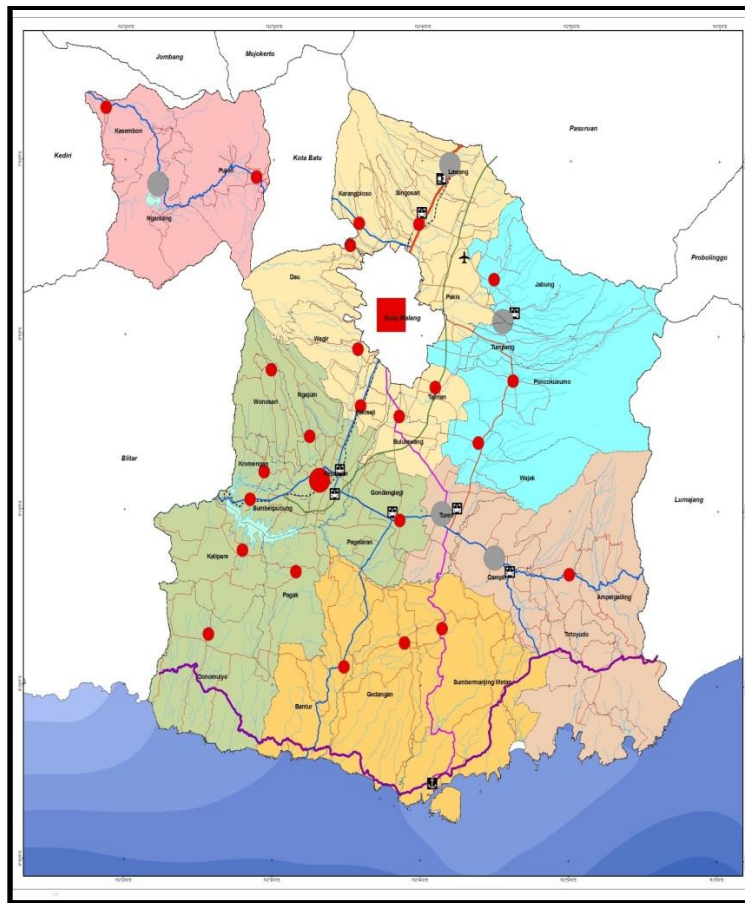 Jombang
Mojokerto
Kediri
Kota Batu
Pasuruan
Kasembon
Pujon
Ngantang
Lawang
Karangploso
Singosari
Probolinggo
Dau
Jabung
Pakis
Kota Malang
Wagir
Tumpang
Poncokusumo
Wonosari
Ngajum
Tajinan
Bululawang
Blitar
Wajak
Kromengan
Lumajang
Gondanglegi
Sumberpucung
Turen
Pagelaran
Kalipare
Dampit
Pagak
Ampelgading
Tirtoyudo
Donomulyo
Sumbermanjing Wetan
Gedangan
Bantur